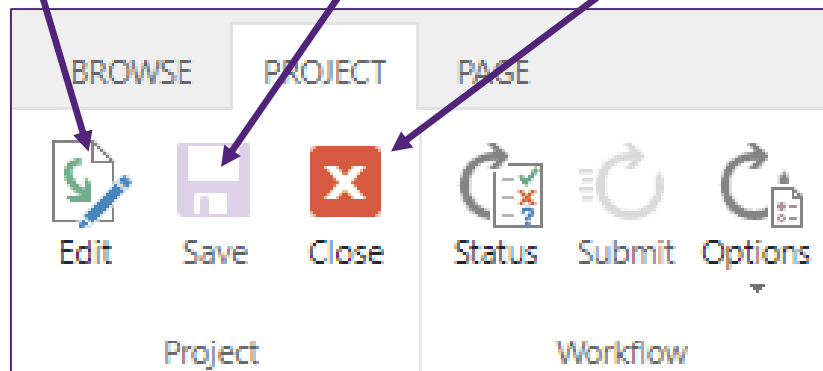 BROWSE PROJECT PAGE
Edit Save Close Status Submit Options
Project Workflow